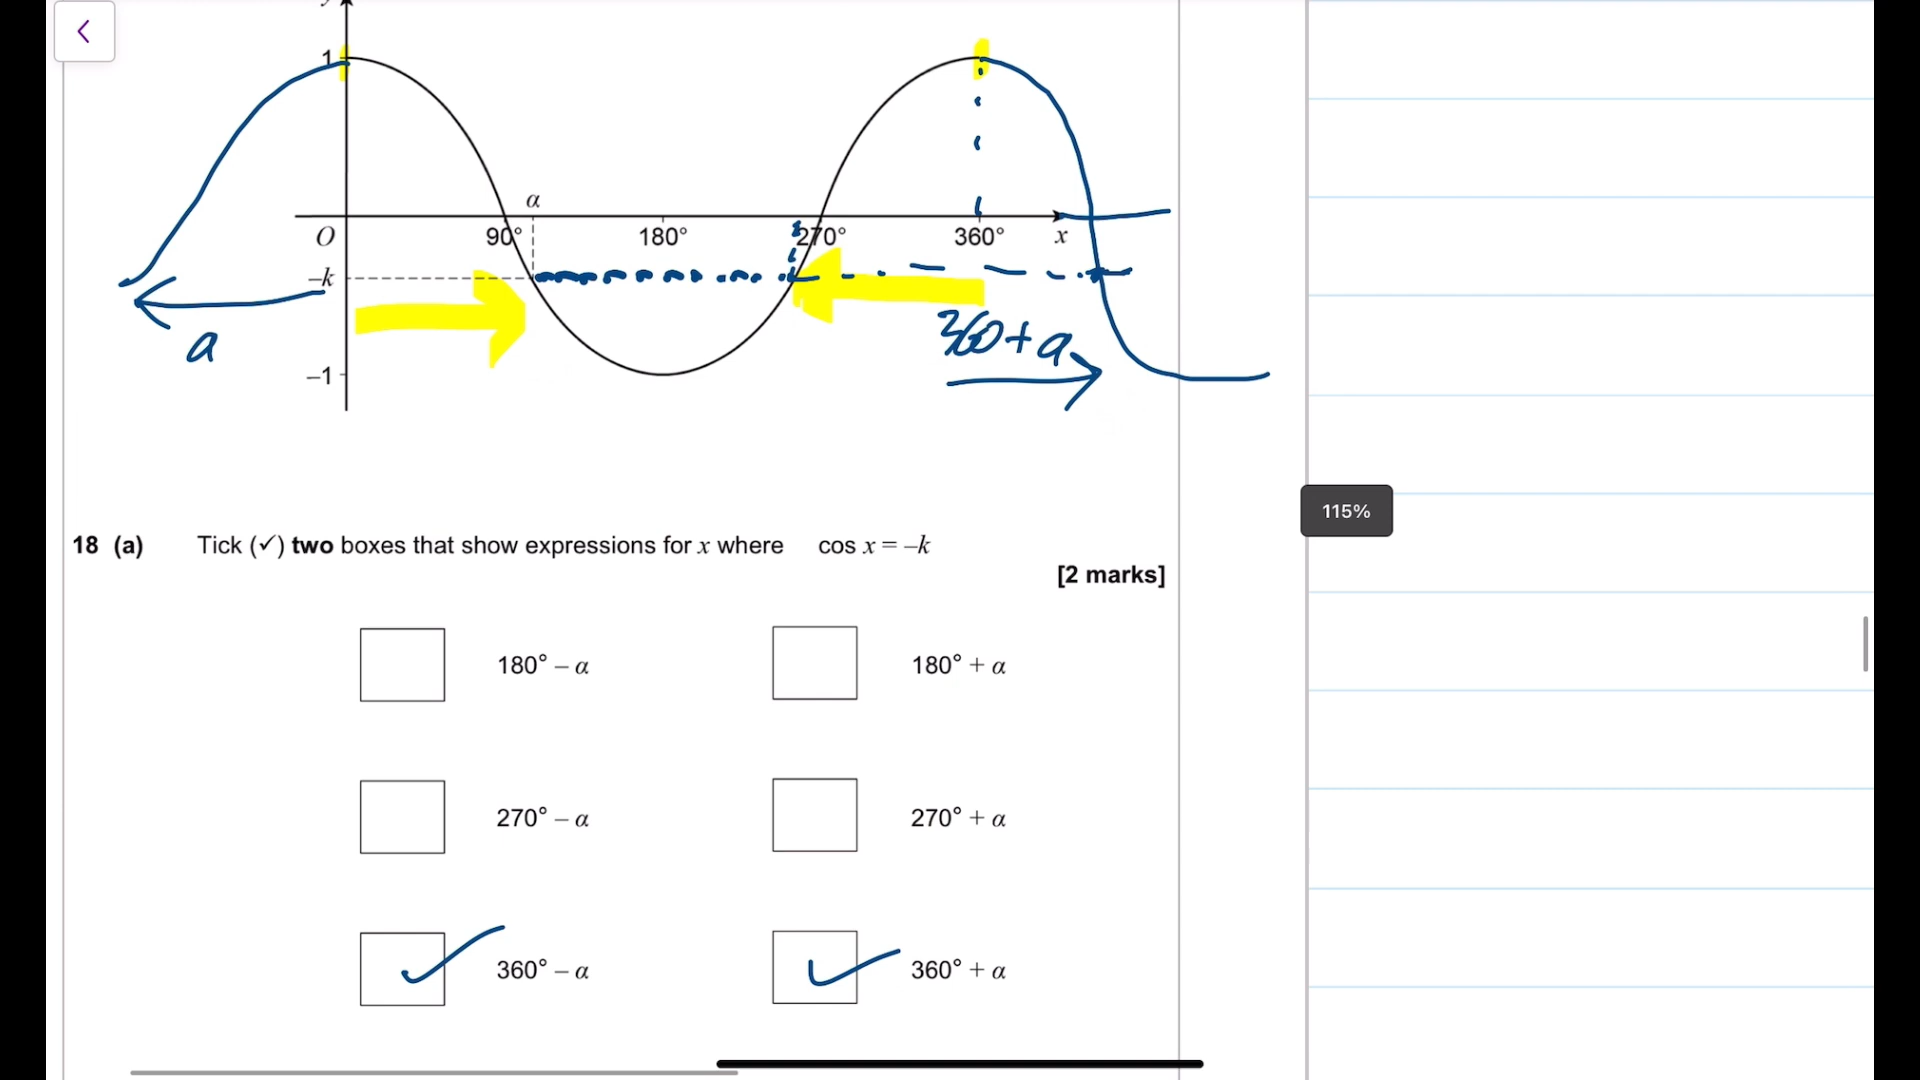 y
1
α
O 90° 180° 270° 360° x
–k
360+a
a
–1
115%
18 (a) Tick (✓) two boxes that show expressions for x where cos x = –k
[2 marks]
180° – α 180° + α
270° – α 270° + α
360° – α 360° + α